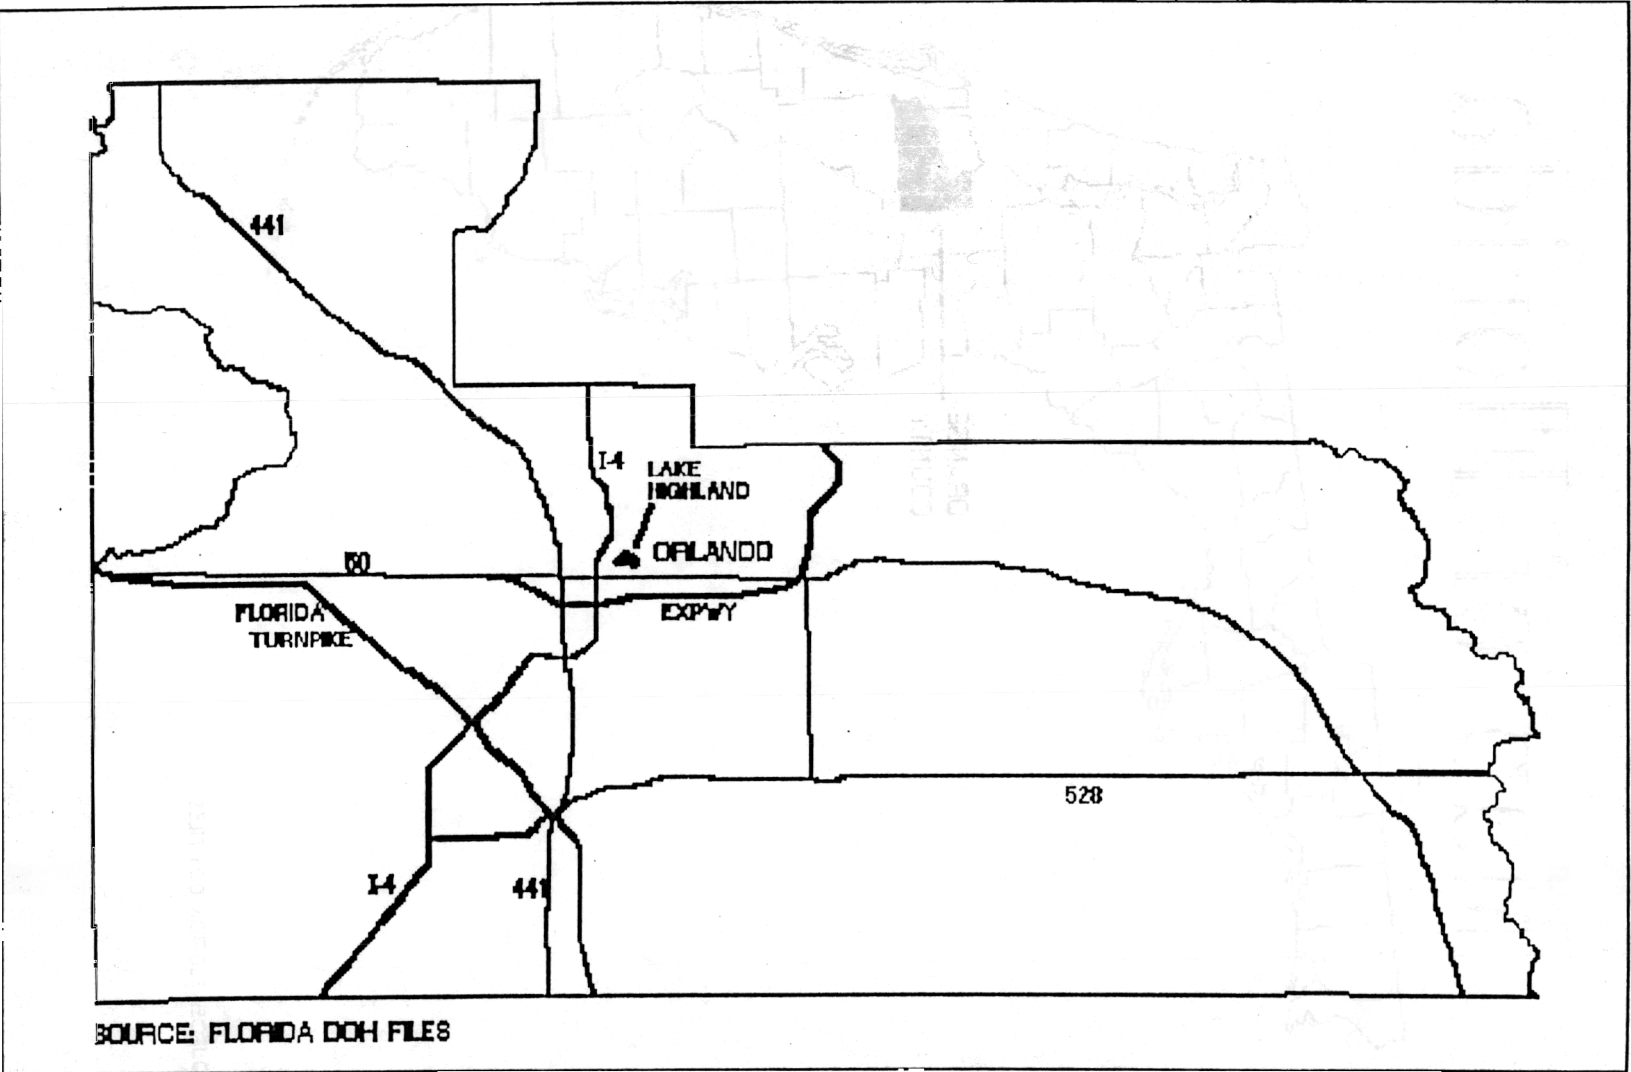 441
I-4
LAKE
HIGHLAND
ORLANDO
50
FLORIDA
TURNPIKE
EXPWY
528
I-4
441
SOURCE: FLORIDA DOH FILES